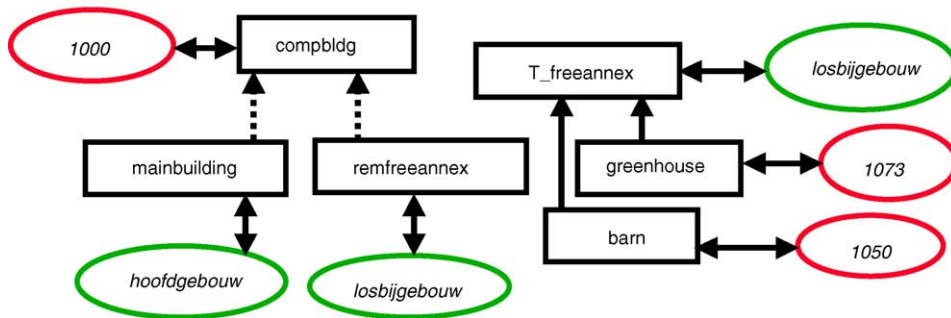 1000
compbldg
T_freeannex
losbijgebouw
mainbuilding
remfreeannex
greenhouse
1073
barn
1050
hoofdgebouw
losbijgebouw